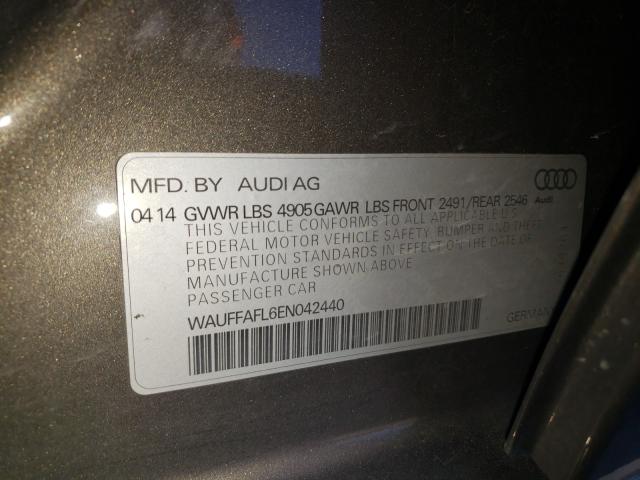 MFD. BY AUDI AG
Audi
04 14 GVWR LBS 4905 GAWR LBS FRONT 2491/REAR 2546
THIS VEHICLE CONFORMS TO ALL APPLICABLE U.S.
FEDERAL MOTOR VEHICLE SAFETY, BUMPER AND THEFT
PREVENTION STANDARDS IN EFFECT ON THE DATE OF
MANUFACTURE SHOWN ABOVE
PASSENGER CAR
WAUFFAFL6EN042440
GERMANY